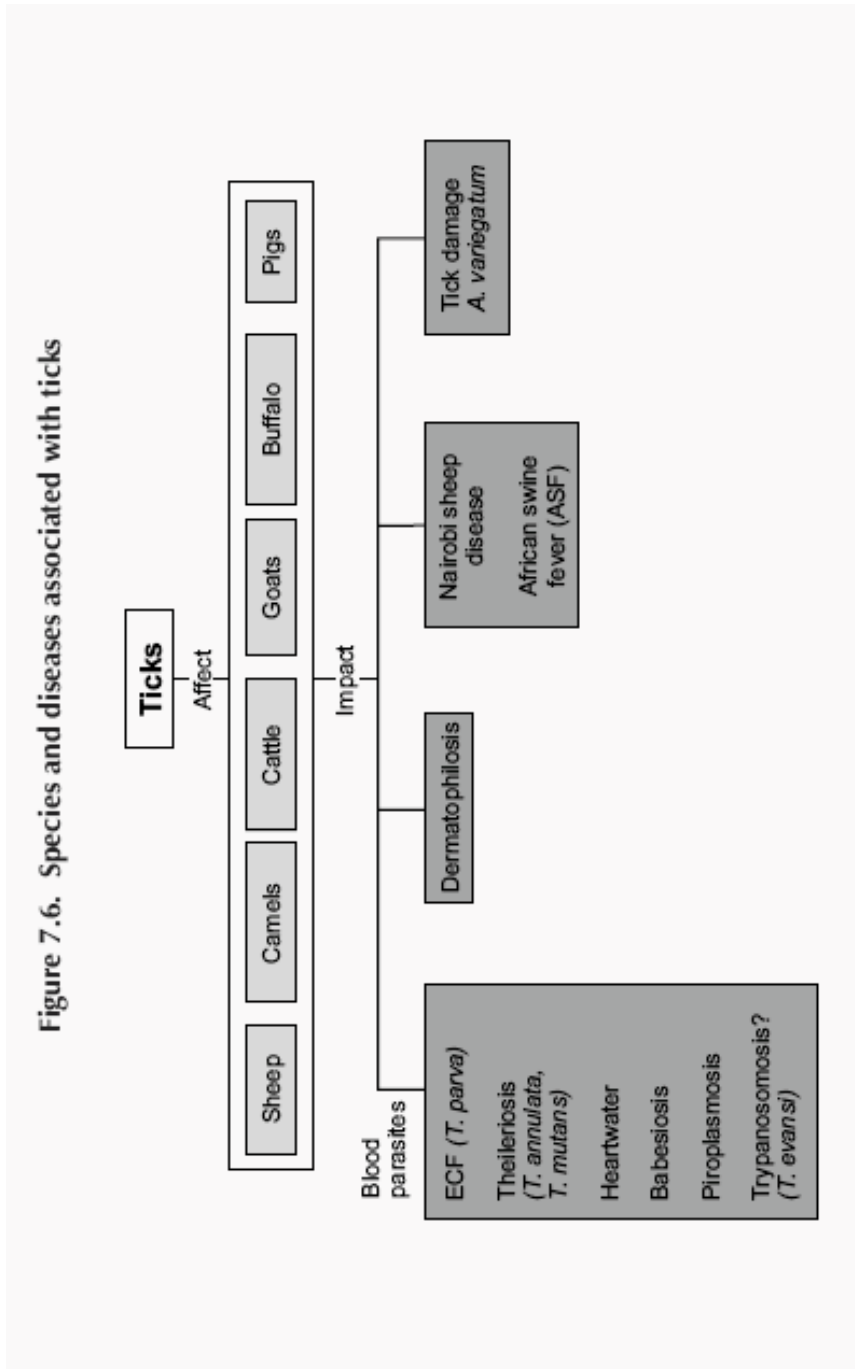 Figure 7.6. Species and diseases associated with ticks
Ticks
Affect
Sheep
Camels
Cattle
Goats
Buffalo
Pigs
Impact
Blood
parasites
ECF (T. parva)
Theileriosis
(T. annulata,
T. mutans)
Heartwater
Babesiosis
Piroplasmosis
Trypanosomosis?
(T. evansi)
Dermatophilosis
Nairobi sheep
disease
African swine
fever (ASF)
Tick damage
A. variegatum